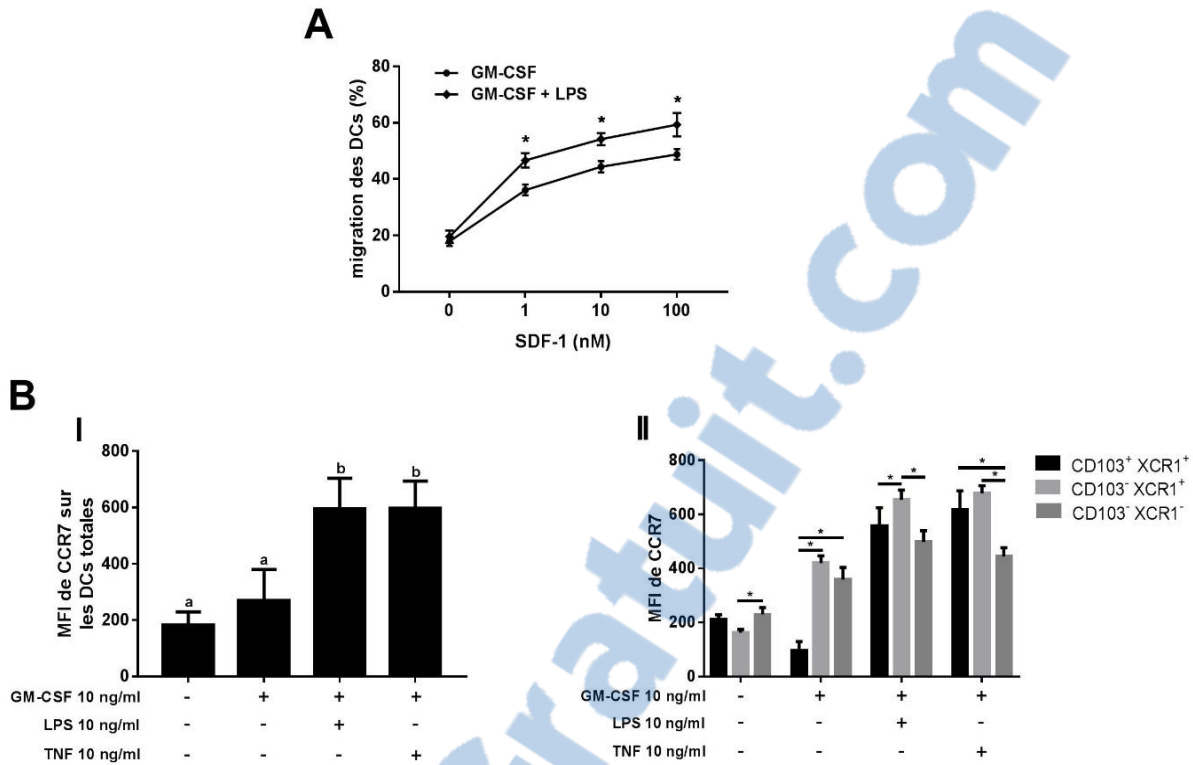 A
80
60
40
20
0
migration des DCs (%)
GM-CSF
GM-CSF + LPS
* * *
0 1 10 100
SDF-1 (nM)
B
I
800
600
400
200
0
MFI de CCR7 sur
les DCs totales
a a b b
GM-CSF 10 ng/ml - + + +
LPS 10 ng/ml - - + -
TNF 10 ng/ml - - - +
II
800
600
400
200
0
MFI de CCR7
* * * * * * *
CD103+ XCR1+
CD103- XCR1+
CD103- XCR1-
GM-CSF 10 ng/ml - + + +
LPS 10 ng/ml - - + -
TNF 10 ng/ml - - - +
ratuit.com